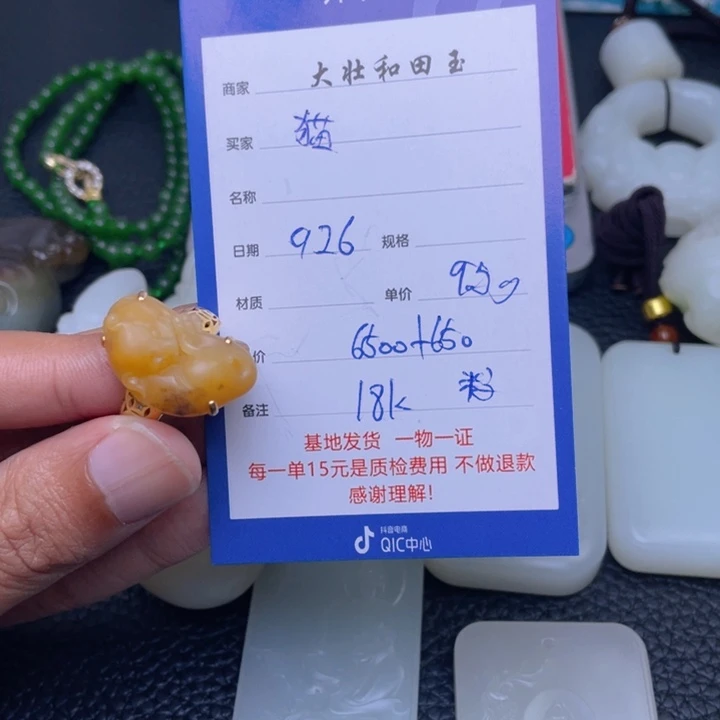 商家 大壮和田玉
买家 猫
名称
日期 926 规格
材质 单价 950
价 6500+650
备注 18K
基地发货 一物一证
每一单15元是质检费用 不做退款
感谢理解!
抖音电商
QIC中心